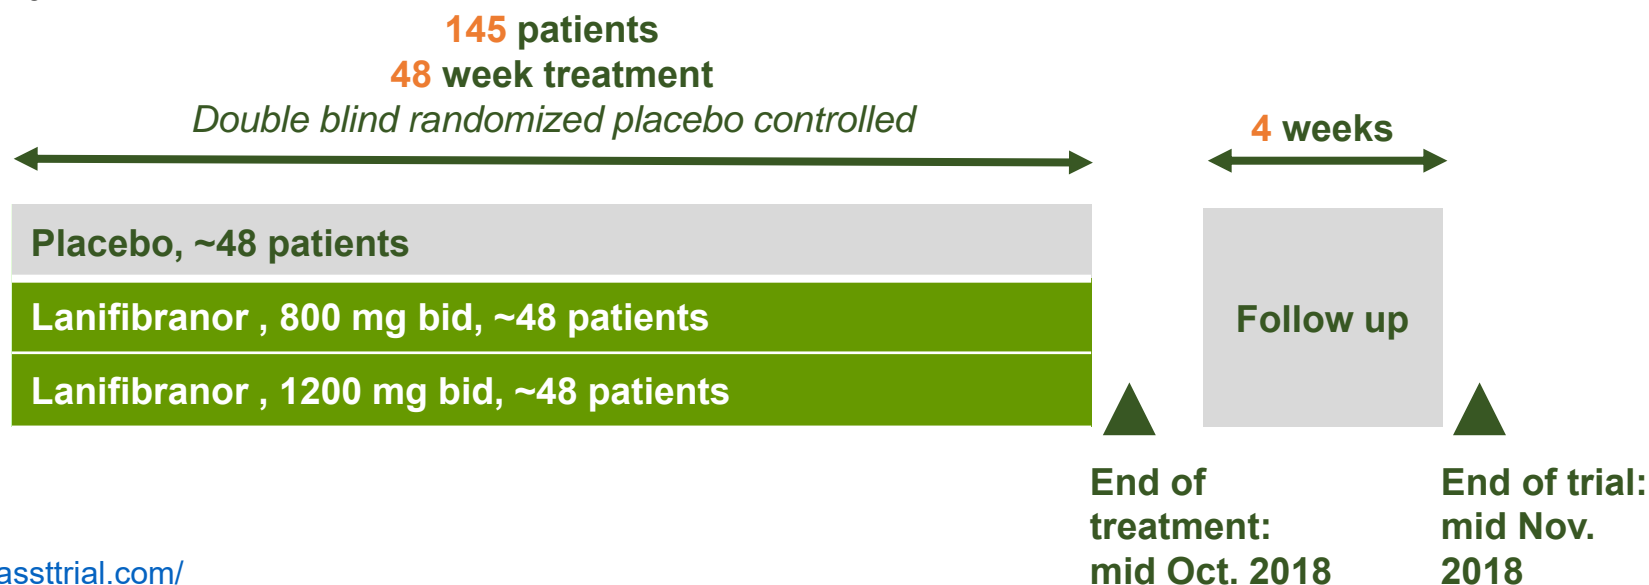 145 patients
48 week treatment
Double blind randomized placebo controlled
4 weeks
Placebo, ~48 patients
Lanifibranor , 800 mg bid, ~48 patients
Lanifibranor , 1200 mg bid, ~48 patients
Follow up
End of
treatment:
mid Oct. 2018
End of trial:
mid Nov.
2018
assttrial.com/